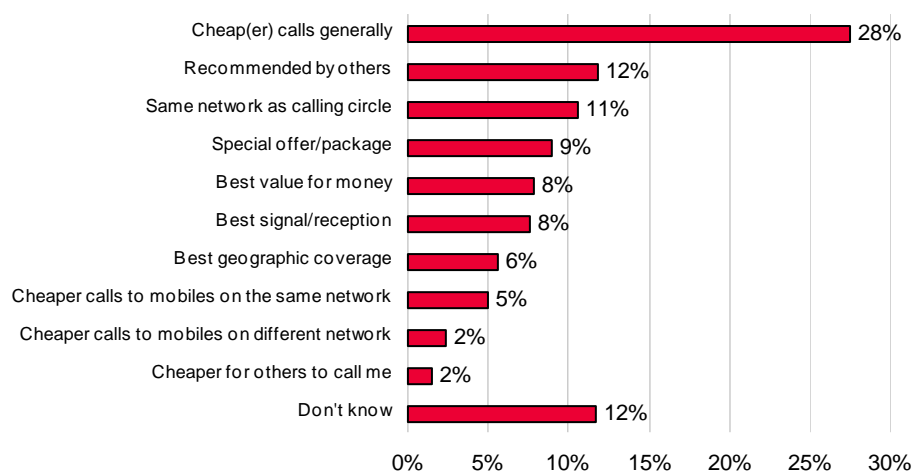 Cheap(er) calls generally 28%
Recommended by others 12%
Same network as calling circle 11%
Special offer/package 9%
Best value for money 8%
Best signal/reception 8%
Best geographic coverage 6%
Cheaper calls to mobiles on the same network 5%
Cheaper calls to mobiles on different network 2%
Cheaper for others to call me 2%
Don't know 12%
0% 5% 10% 15% 20% 25% 30%